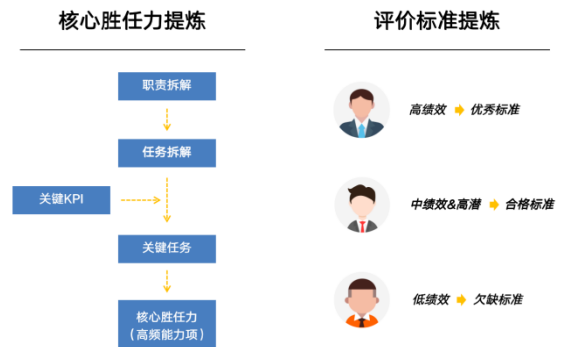 核心胜任力提炼
职责拆解
任务拆解
关键KPI
关键任务
核心胜任力
（高频能力项）
评价标准提炼
高绩效 优秀标准
中绩效&高潜 合格标准
低绩效 欠缺标准